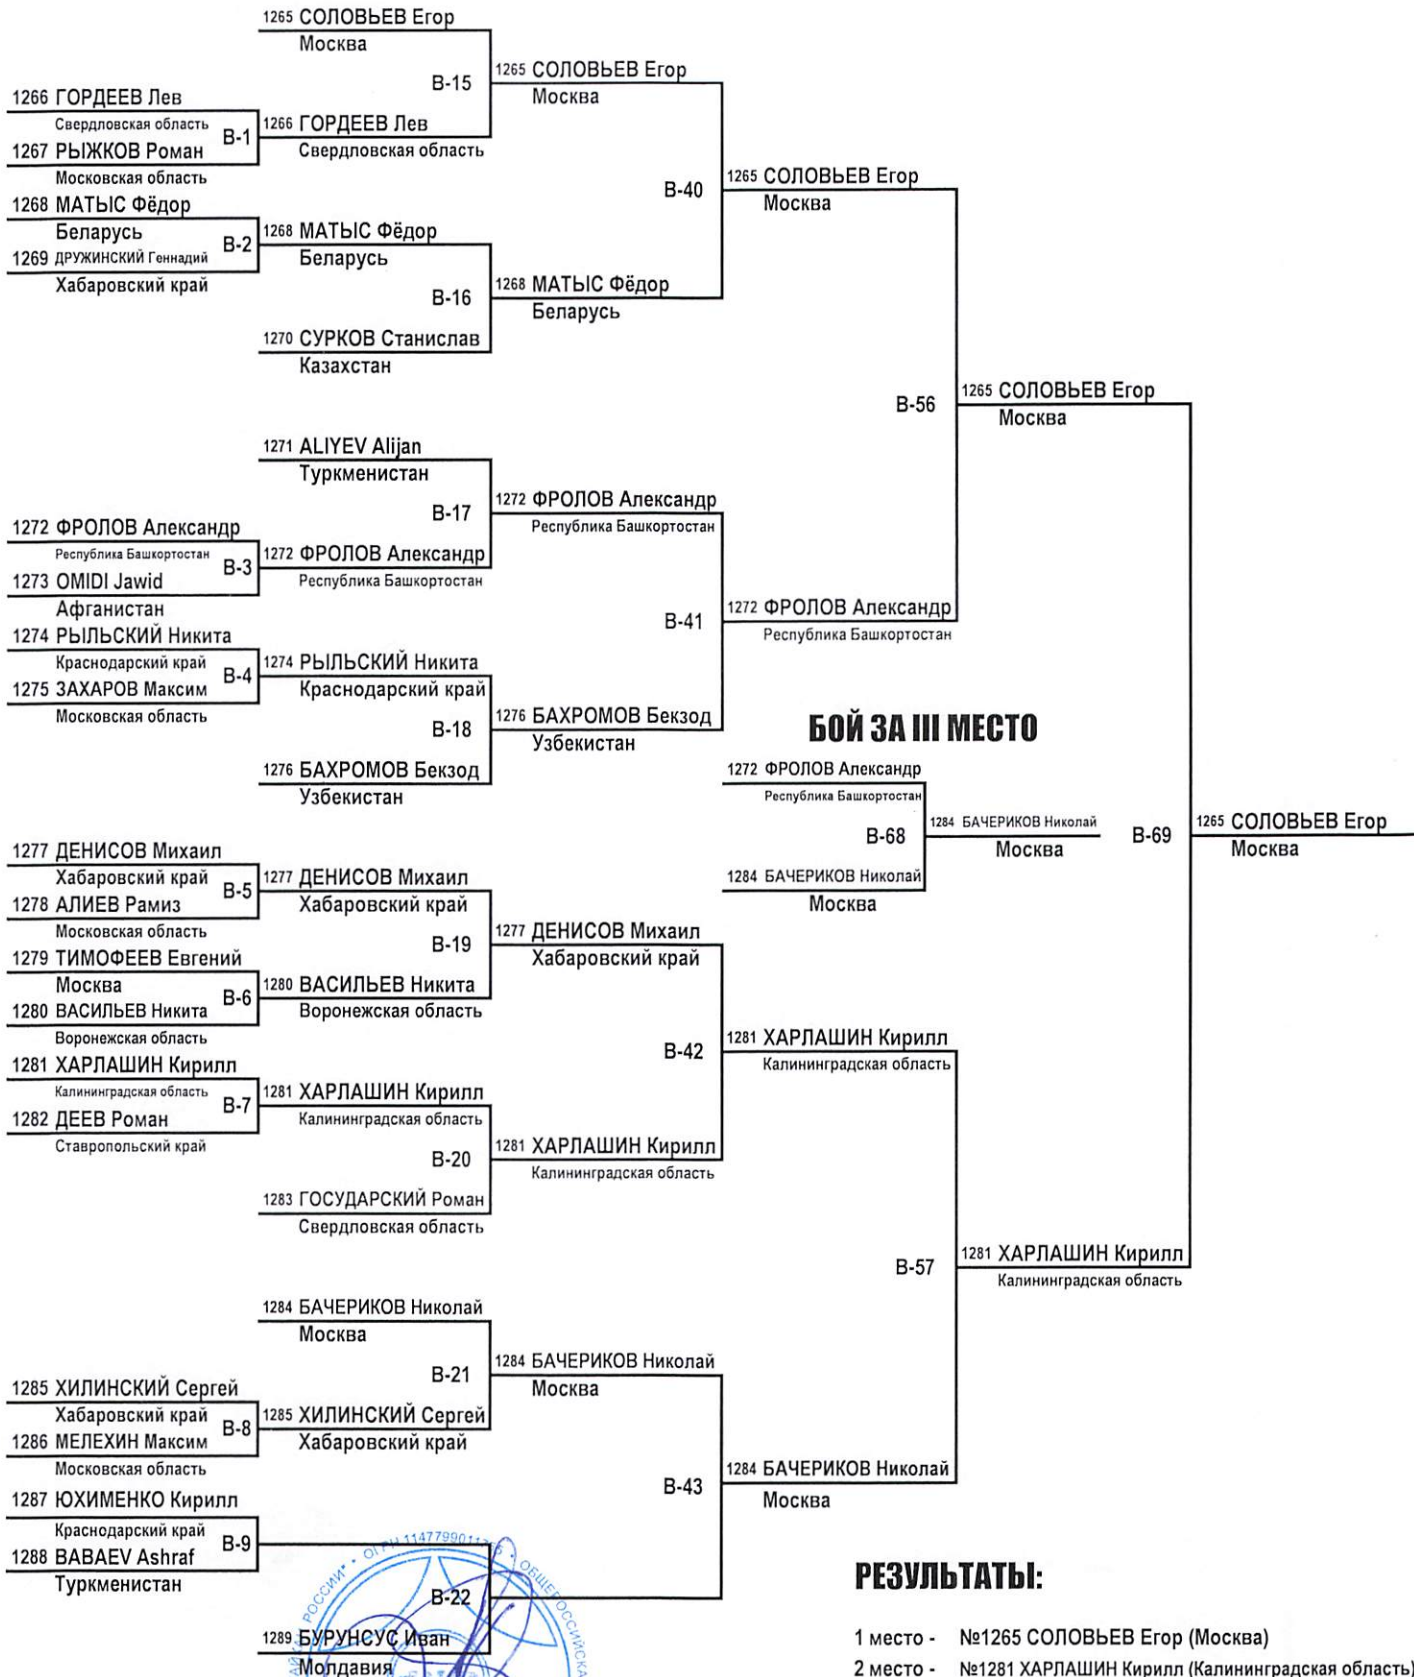 1265 СОЛОВЬЕВ Егор
Москва
B-15
1265 СОЛОВЬЕВ Егор
Москва
1266 ГОРДЕЕВ Лев
Свердловская область
B-1
1266 ГОРДЕЕВ Лев
Свердловская область
1267 РЫЖКОВ Роман
Московская область
B-40
1265 СОЛОВЬЕВ Егор
Москва
1268 МАТЫС Фёдор
Беларусь
B-2
1268 МАТЫС Фёдор
Беларусь
1269 ДРУЖИНСКИЙ Геннадий
Хабаровский край
B-16
1268 МАТЫС Фёдор
Беларусь
1270 СУРКОВ Станислав
Казахстан
B-56
1265 СОЛОВЬЕВ Егор
Москва
1271 ALIYEV Alijan
Туркменистан
B-17
1272 ФРОЛОВ Александр
Республика Башкортостан
1272 ФРОЛОВ Александр
Республика Башкортостан
B-3
1272 ФРОЛОВ Александр
Республика Башкортостан
1273 OMIDI Jawid
Афганистан
B-41
1272 ФРОЛОВ Александр
Республика Башкортостан
1274 РЫЛЬСКИЙ Никита
Краснодарский край
B-4
1274 РЫЛЬСКИЙ Никита
Краснодарский край
1275 ЗАХАРОВ Максим
Московская область
B-18
1276 БАХРОМОВ Бекзод
Узбекистан
1276 БАХРОМОВ Бекзод
Узбекистан
БОЙ ЗА III МЕСТО
1272 ФРОЛОВ Александр
Республика Башкортостан
B-68
1284 БАЧЕРИКОВ Николай
Москва
1284 БАЧЕРИКОВ Николай
Москва
B-69
1265 СОЛОВЬЕВ Егор
Москва
1277 ДЕНИСОВ Михаил
Хабаровский край
B-5
1277 ДЕНИСОВ Михаил
Хабаровский край
1278 АЛИЕВ Рамиз
Московская область
B-19
1277 ДЕНИСОВ Михаил
Хабаровский край
1279 ТИМОФЕЕВ Евгений
Москва
B-6
1280 ВАСИЛЬЕВ Никита
Воронежская область
1280 ВАСИЛЬЕВ Никита
Воронежская область
B-42
1281 ХАРЛАШИН Кирилл
Калининградская область
1281 ХАРЛАШИН Кирилл
Калининградская область
B-7
1281 ХАРЛАШИН Кирилл
Калининградская область
1282 ДЕЕВ Роман
Ставропольский край
B-20
1281 ХАРЛАШИН Кирилл
Калининградская область
1283 ГОСУДАРСКИЙ Роман
Свердловская область
B-57
1281 ХАРЛАШИН Кирилл
Калининградская область
1284 БАЧЕРИКОВ Николай
Москва
B-21
1284 БАЧЕРИКОВ Николай
Москва
1285 ХИЛИНСКИЙ Сергей
Хабаровский край
B-8
1285 ХИЛИНСКИЙ Сергей
Хабаровский край
1286 МЕЛЕХИН Максим
Московская область
B-43
1284 БАЧЕРИКОВ Николай
Москва
1287 ЮХИМЕНКО Кирилл
Краснодарский край
B-9
1288 BABAEV Ashraf
Туркменистан
B-22
1289 БУРУНСУС Иван
Молдавия
РЕЗУЛЬТАТЫ:
1 место - №1265 СОЛОВЬЕВ Егор (Москва)
2 место - №1281 ХАРЛАШИН Кирилл (Калининградская область)